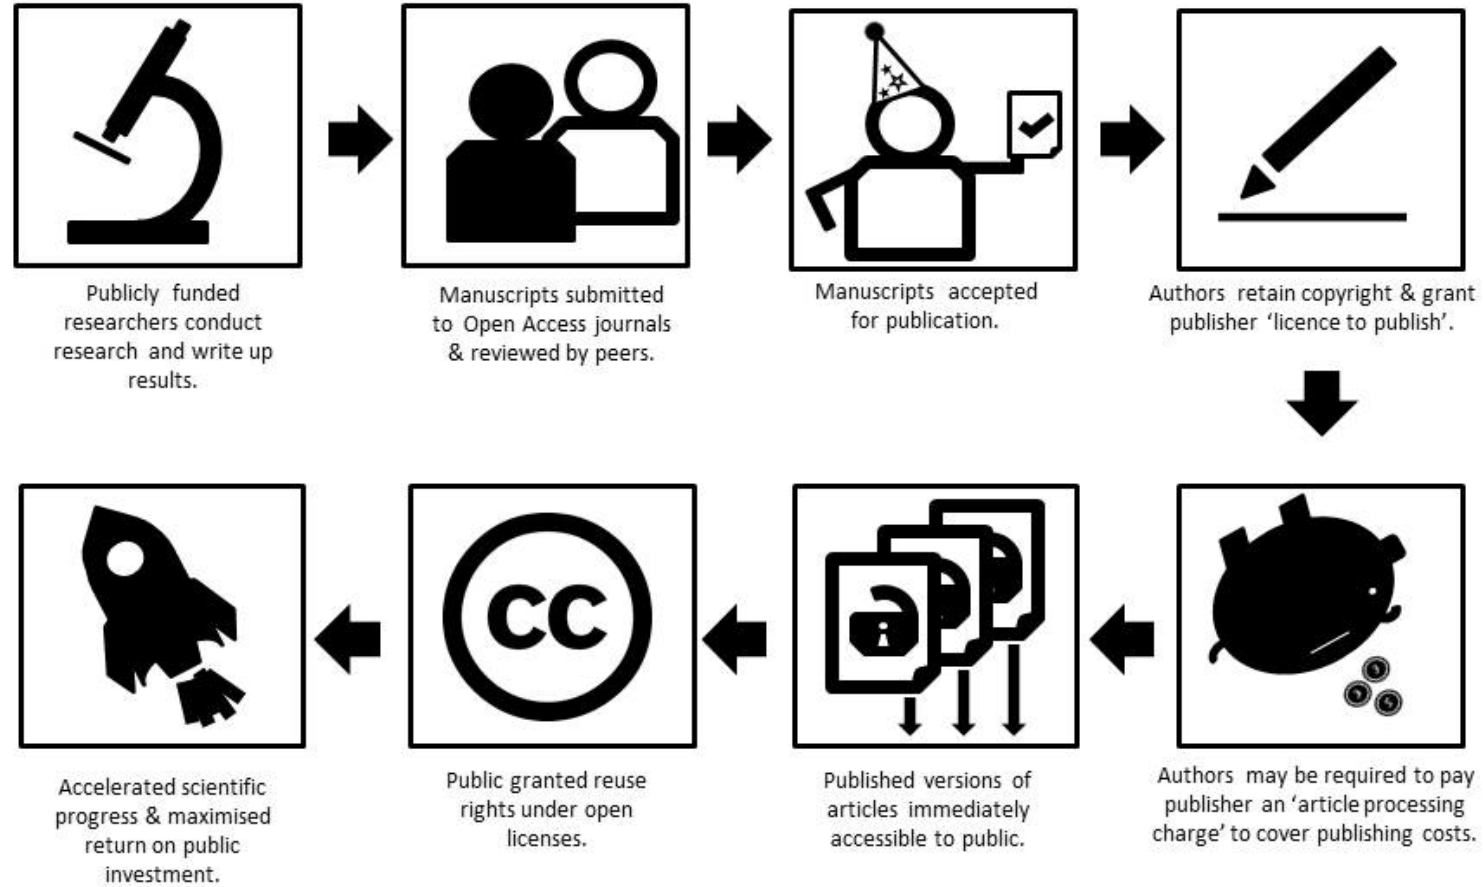 Publicly funded
researchers conduct
research and write up
results.
Manuscripts submitted
to Open Access journals
& reviewed by peers.
Manuscripts accepted
for publication.
Authors retain copyright & grant
publisher ‘licence to publish’.
Authors may be required to pay
publisher an ‘article processing
charge’ to cover publishing costs.
Published versions of
articles immediately
accessible to public.
cc
Public granted reuse
rights under open
licenses.
Accelerated scientific
progress & maximised
return on public
investment.